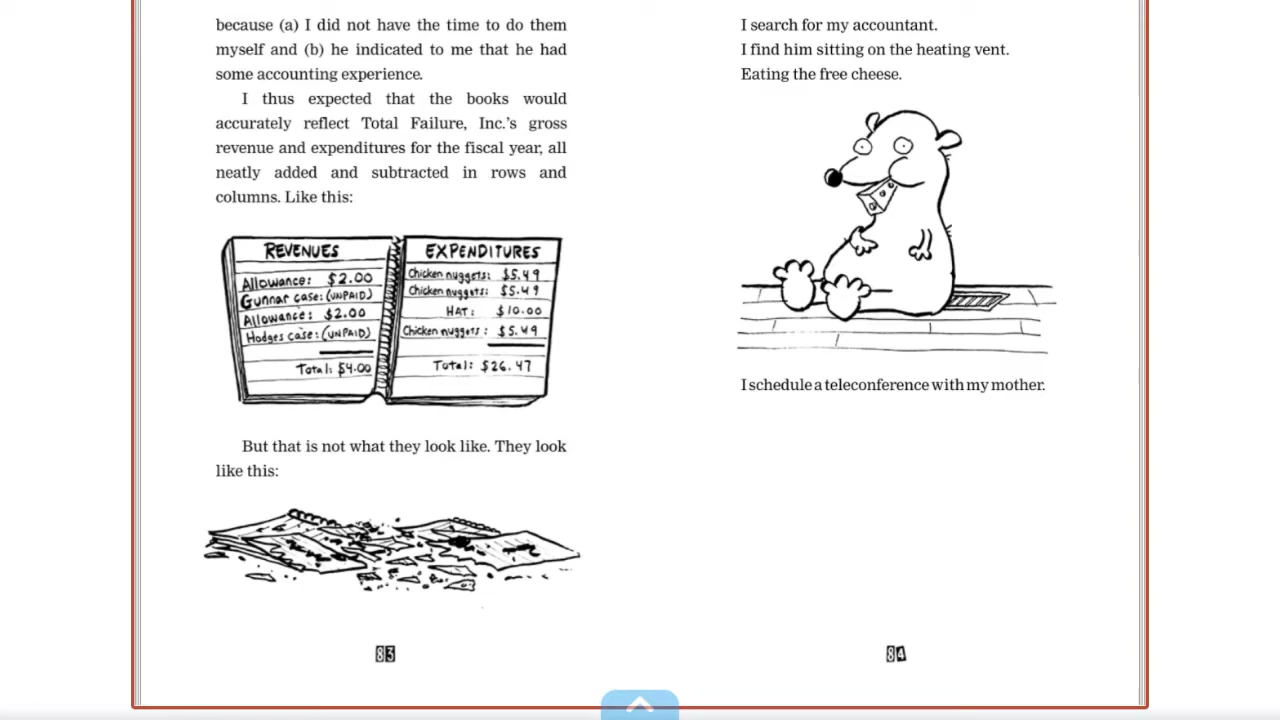 because (a) I did not have the time to do them
myself and (b) he indicated to me that he had
some accounting experience.
I thus expected that the books would
accurately reflect Total Failure, Inc.'s gross
revenue and expenditures for the fiscal year, all
neatly added and subtracted in rows and
columns. Like this:
REVENUES
Allowance: $2.00
Gunnar case: (UNPAID)
Allowance: $2.00
Hodges case: (UNPAID)
Total: $4.00
EXPENDITURES
Chicken nuggets: $5.49
Chicken nuggets: $5.49
HAT: $10.00
Chicken nuggets: $5.49
Total: $26.47
But that is not what they look like. They look
like this:
83
I search for my accountant.
I find him sitting on the heating vent.
Eating the free cheese.
I schedule a teleconference with my mother.
84